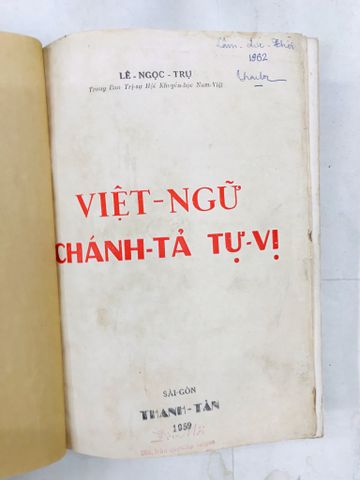 Lâm-
1962
LÊ-NGỌC-TRỤ
Trong Ban Trị-sự Hội Khuyến-học Nam-Việt
VIỆT-NGỮ
CHÁNH-TẢ TỰ-VỊ
SÀI-GÒN
THANH-TÂN
1959